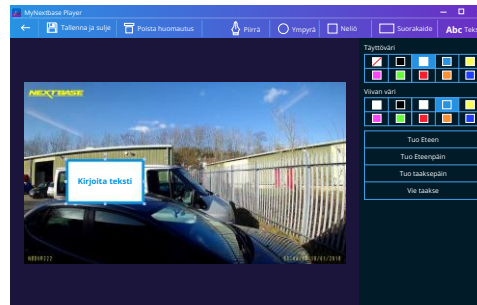 MyNextbase Player
Tallenna ja sulje
Poista huomautus
Piirrä
Ympyrä
Neliö
Suorakaide
Abc Teks
Täyttöväri
Viivan väri
Tuo Eteen
Tuo Eteenpäin
Tuo taaksepäin
Vie taakse
NEXTBASE
Kirjoita teksti